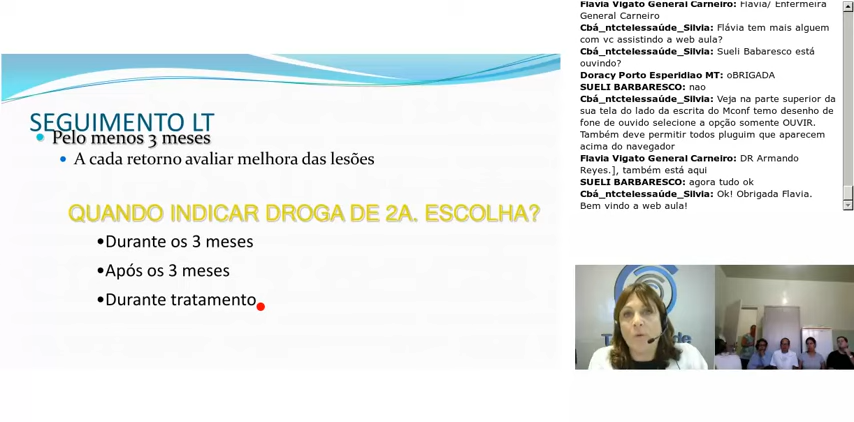 SEGUIMENTO LT
• Pelo menos 3 meses
• A cada retorno avaliar melhora das lesões
QUANDO INDICAR DROGA DE 2A. ESCOLHA?
•Durante os 3 meses
•Após os 3 meses
•Durante tratamento
Flavia Vigato General Carneiro: Flavia/ Enfermeira
General Carneiro
Cbá_ntctelessaúde_Silvia: Flávia tem mais alguem
com vc assistindo a web aula?
Cbá_ntctelessaúde_Silvia: Sueli Babaresco está
ouvindo?
Doracy Porto Esperidiao MT: oBRIGADA
SUELI BARBARESCO: nao
Cbá_ntctelessaúde_Silvia: Veja na parte superior da
sua tela do lado da escrita do Mconf temo desenho de
fone de ouvido selecione a opção somente OUVIR.
Também deve permitir todos pluguim que aparecem
acima do navegador
Flavia Vigato General Carneiro: DR Armando
Reyes.], também está aqui
SUELI BARBARESCO: agora tudo ok
Cbá_ntctelessaúde_Silvia: Ok! Obrigada Flavia.
Bem vindo a web aula!